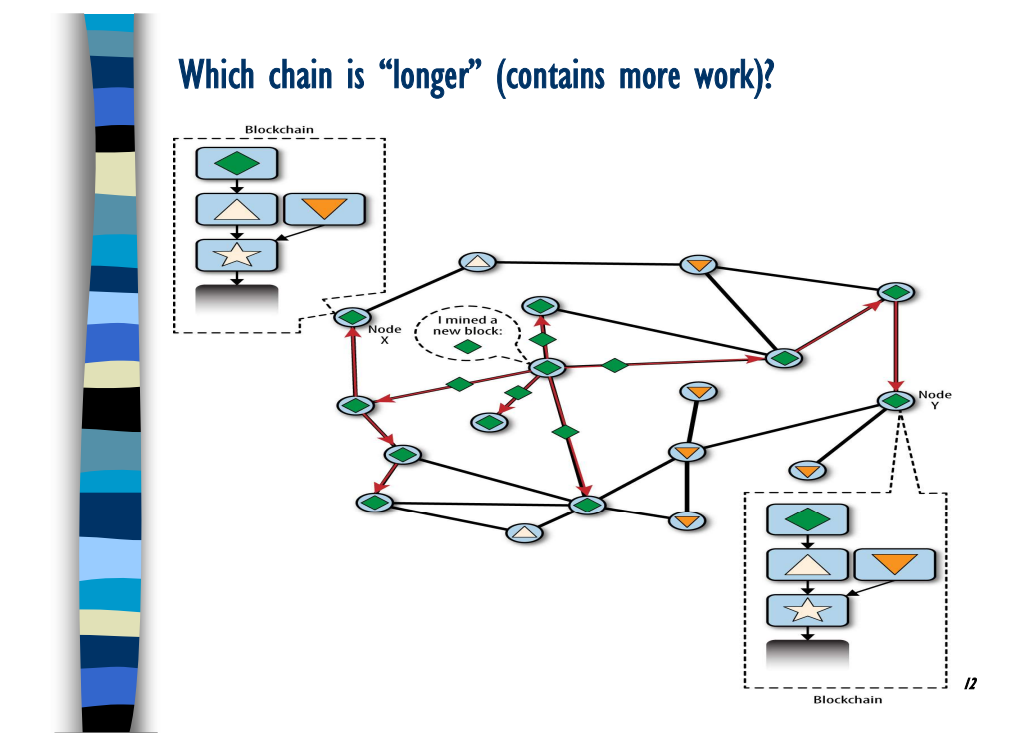 Which chain is “longer” (contains more work)?
Blockchain
I mined a
new block:
Node
X
Node
Y
Blockchain
12